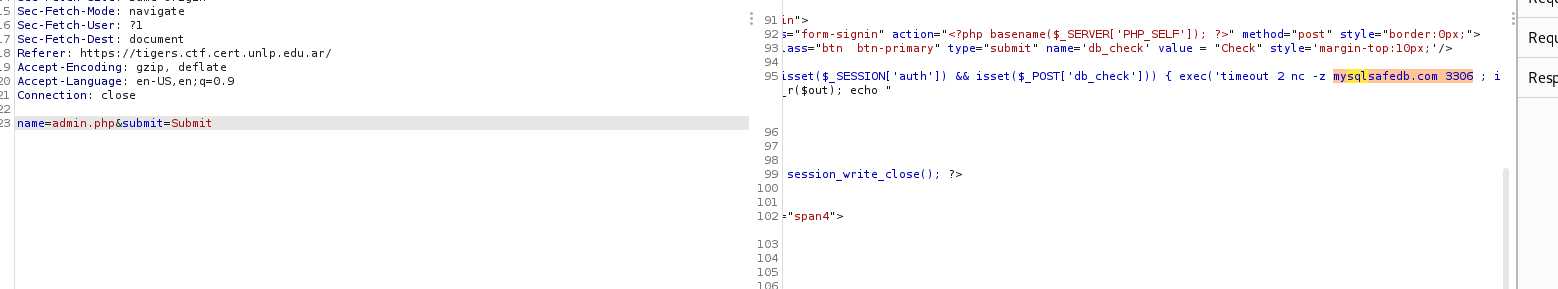 15 Sec-Fetch-Mode: navigate
16 Sec-Fetch-User: ?1
17 Sec-Fetch-Dest: document
18 Referer: https://tigers.ctf.cert.unlp.edu.ar/
19 Accept-Encoding: gzip, deflate
20 Accept-Language: en-US,en;q=0.9
21 Connection: close
22
23 name=admin.php&submit=Submit
91 in">
92 s="form-signin" action="<?php basename($_SERVER['PHP_SELF']); ?>" method="post" style="border:0px;">
93 ass="btn btn-primary" type="submit" name='db_check' value = "Check" style='margin-top:10px;'/>
94
95 isset($_SESSION['auth']) && isset($_POST['db_check'])) { exec('timeout 2 nc -z mysqlsafedb.com 3306 ; i
_r($out); echo "
96
97
98
99 session_write_close(); ?>
100
101
102 ="span4">
103
104
105
106
Requ
Resp